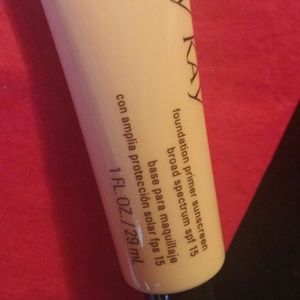 Y KAY
foundation primer sunscreen
broad spectrum spf 15
base para maquillaje
con amplia protección solar fps 15
1 FL. OZ./29 mL